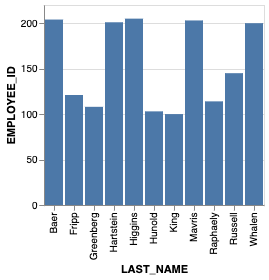 EMPLOYEE_ID
200
150
100
50
0
Baer
Fripp
Greenberg
Hartstein
Higgins
Hunold
King
Mavris
Raphaely
Russell
Whalen
LAST_NAME